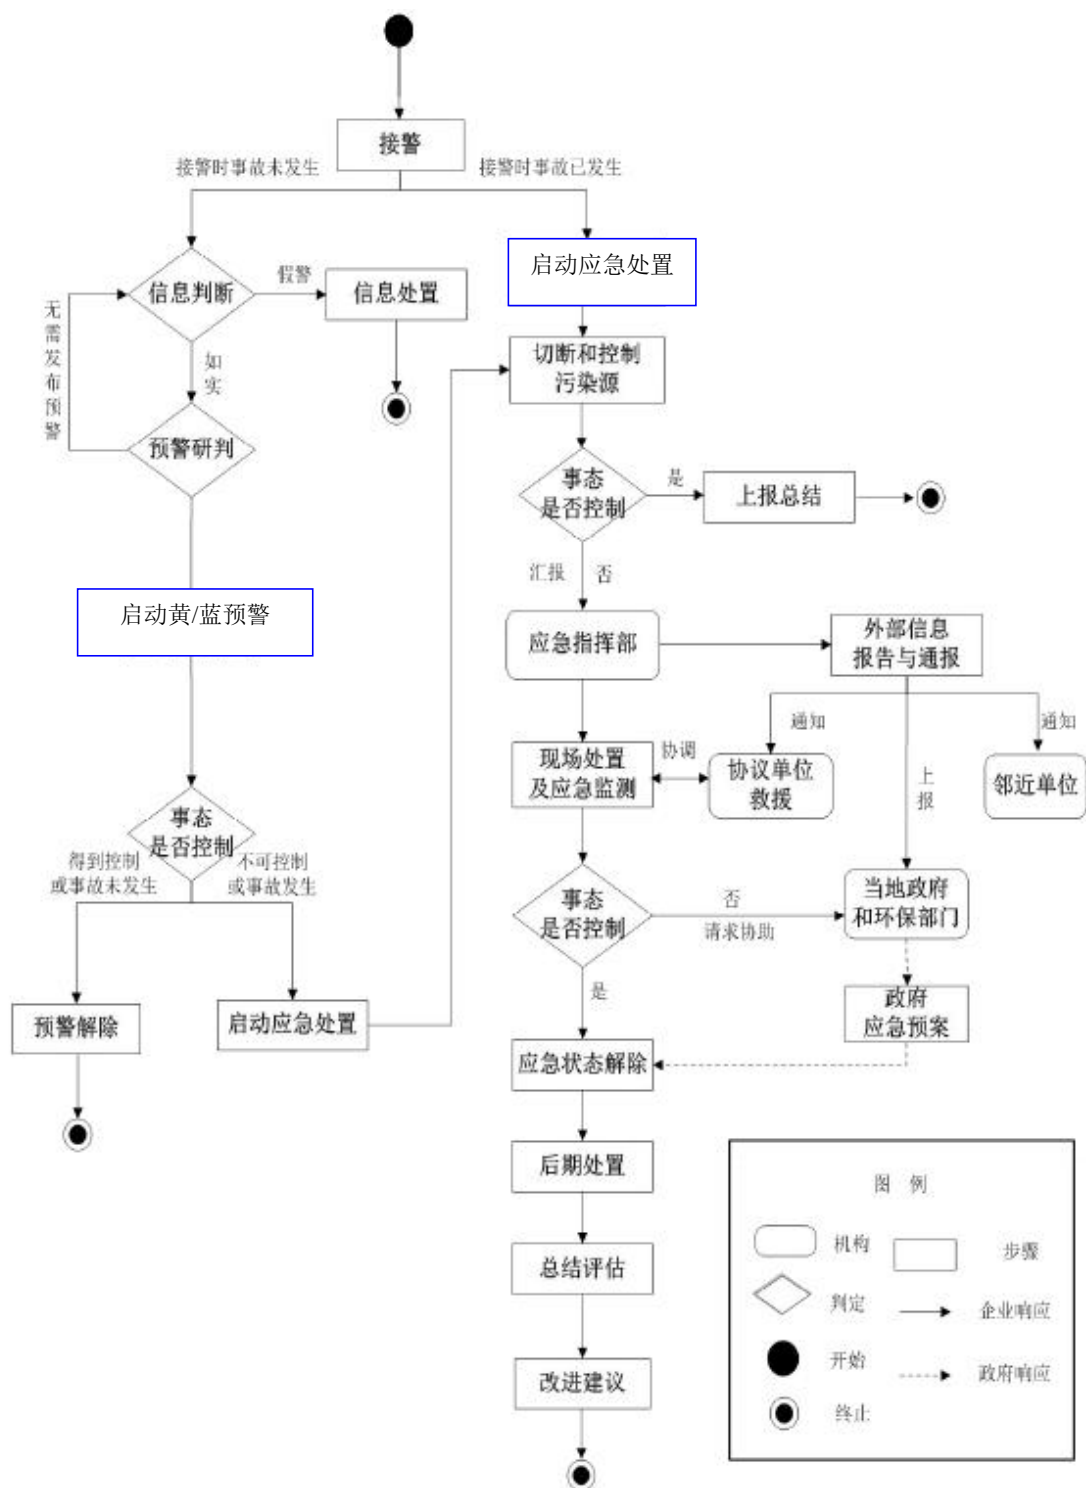 接警
接警时事故未发生
接警时事故已发生
启动应急处置
信息判断
假警
信息处置
无需发布预警
如实
切断和控制
污染源
预警研判
事态
是否控制
是
上报总结
汇报
否
启动黄/蓝预警
应急指挥部
外部信息
报告与通报
通知
通知
现场处置
及应急监测
协调
协议单位
救援
上报
邻近单位
事态
是否控制
得到控制
或事故未发生
不可控制
或事故发生
事态
是否控制
否
请求协助
当地政府
和环保部门
是
预警解除
启动应急处置
政府
应急预案
应急状态解除
后期处置
总结评估
改进建议
图 例
机构
步骤
判定
企业响应
开始
政府响应
终止